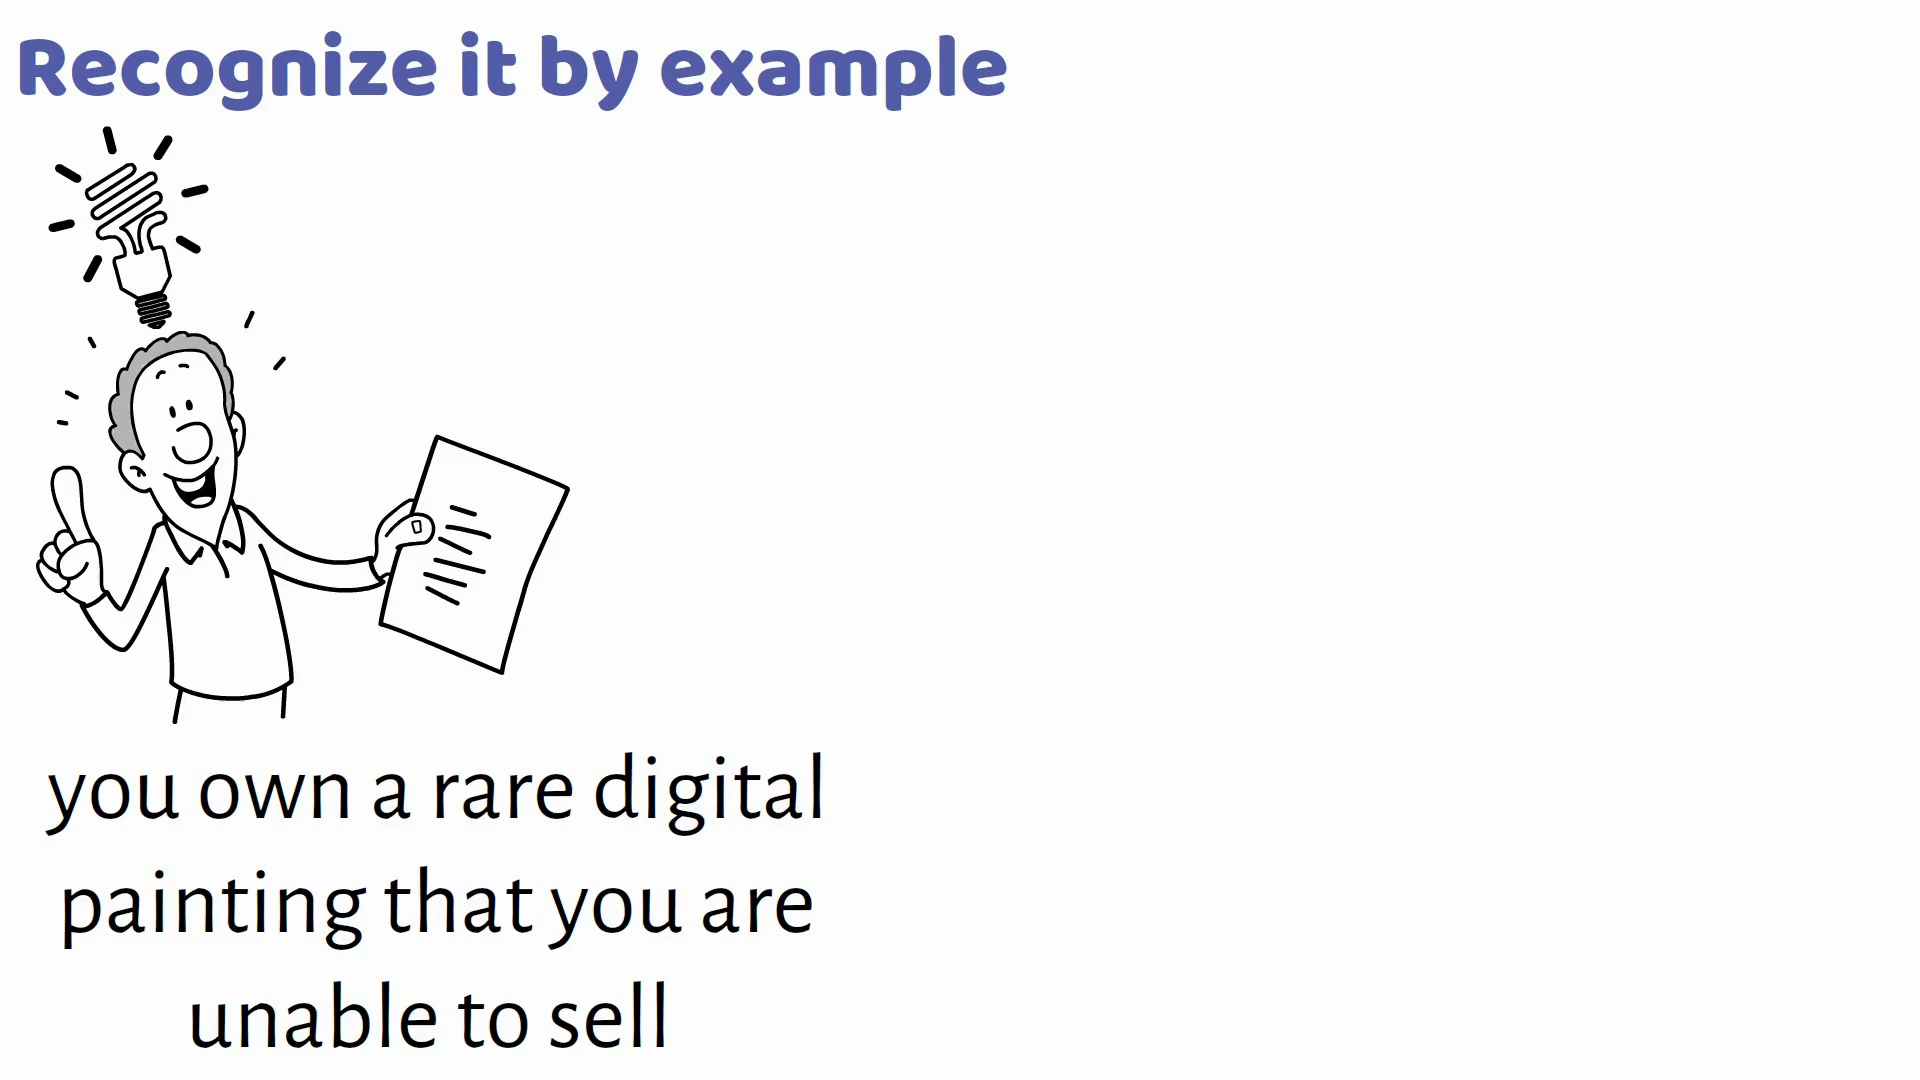 Recognize it by example
you own a rare digital
painting that you are
unable to sell